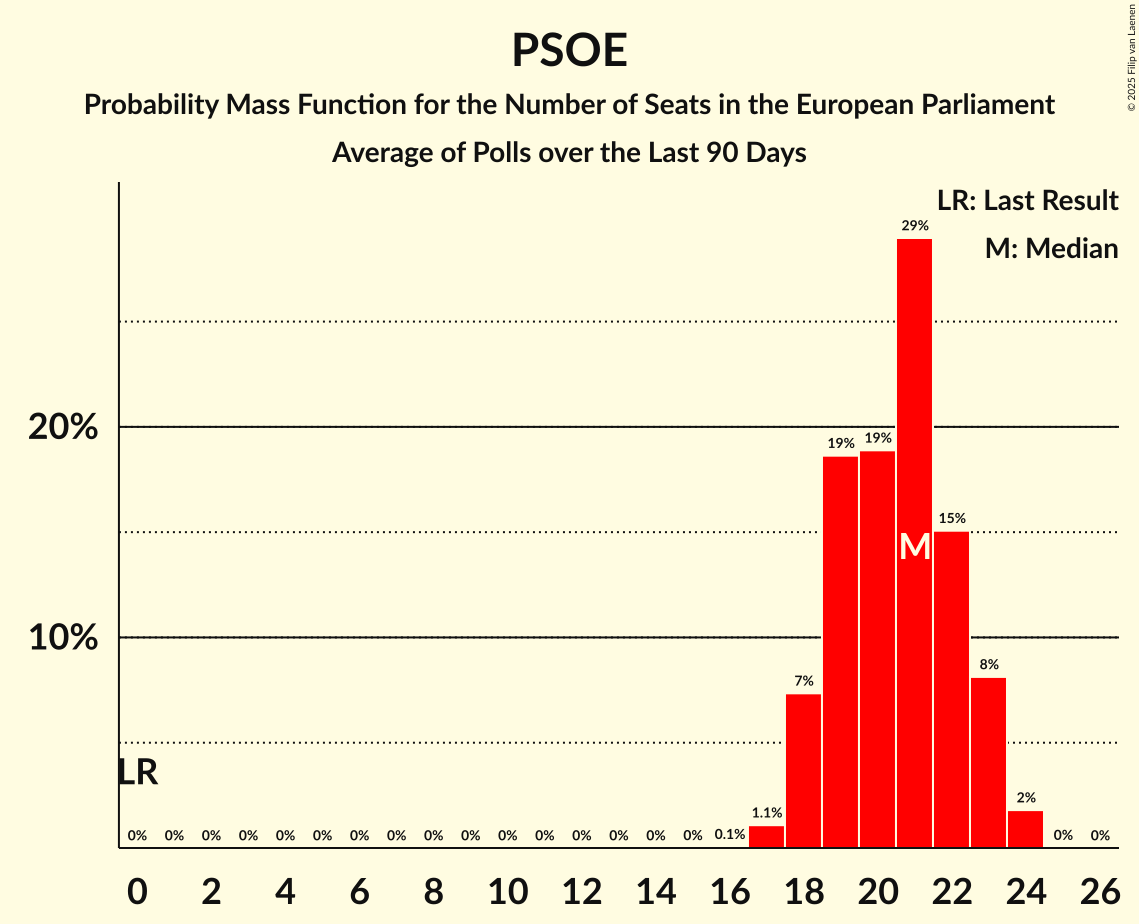 PSOE
Probability Mass Function for the Number of Seats in the European Parliament
Average of Polls over the Last 90 Days
© 2025 Filip van Laenen
LR: Last Result
M: Median
29%
20%
19% 19%
15%
M
10%
8%
7%
LR
2%
1.1%
0% 0% 0% 0% 0% 0% 0% 0% 0% 0% 0% 0% 0% 0% 0% 0% 0.1% 0% 0%
0 2 4 6 8 10 12 14 16 18 20 22 24 26